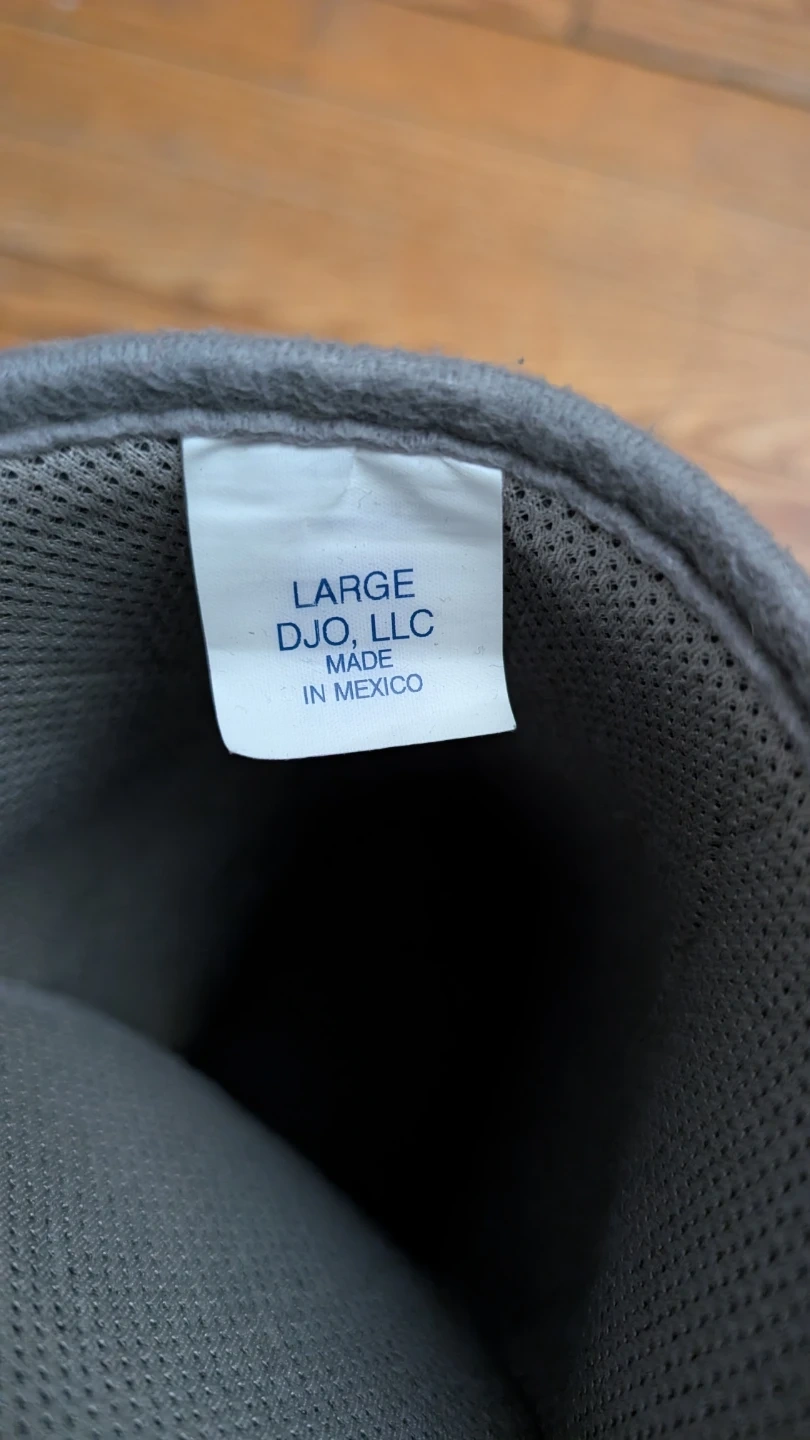 LARGE
DJO, LLC
MADE
IN MEXICO